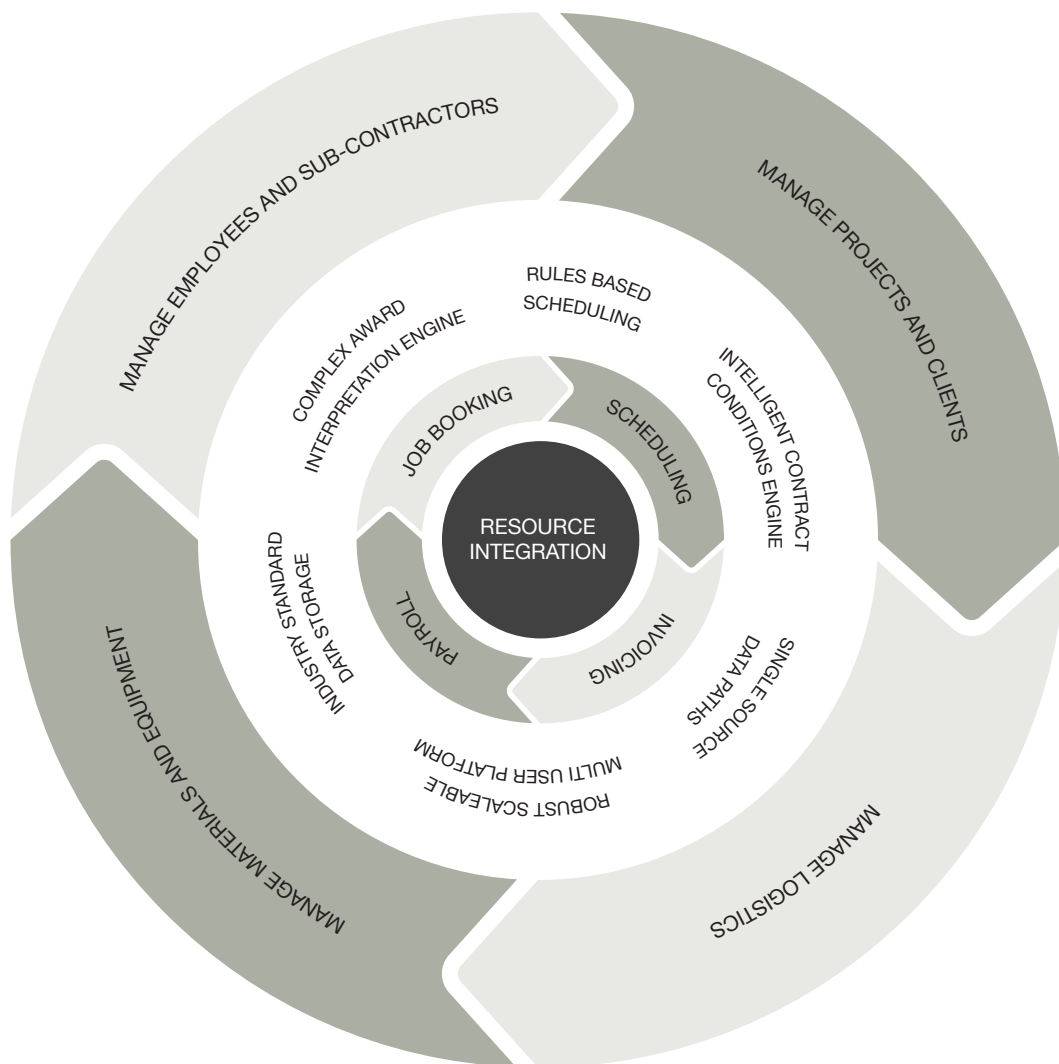 MANAGE EMPLOYEES AND SUB-CONTRACTORS
MANAGE PROJECTS AND CLIENTS
MANAGE LOGISTICS
MANAGE MATERIALS AND EQUIPMENT
RULES BASED
SCHEDULING
INTELLIGENT CONTRACT
CONDITIONS ENGINE
SINGLE SOURCE
DATA PATHS
ROBUST SCALEABLE
MULTI USER PLATFORM
INDUSTRY STANDARD
DATA STORAGE
COMPLEX AWARD
INTERPRETATION ENGINE
JOB BOOKING
SCHEDULING
INVOICING
PAYROLL
RESOURCE
INTEGRATION